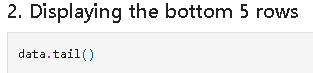 2. Displaying the bottom 5 rows
data.tail()